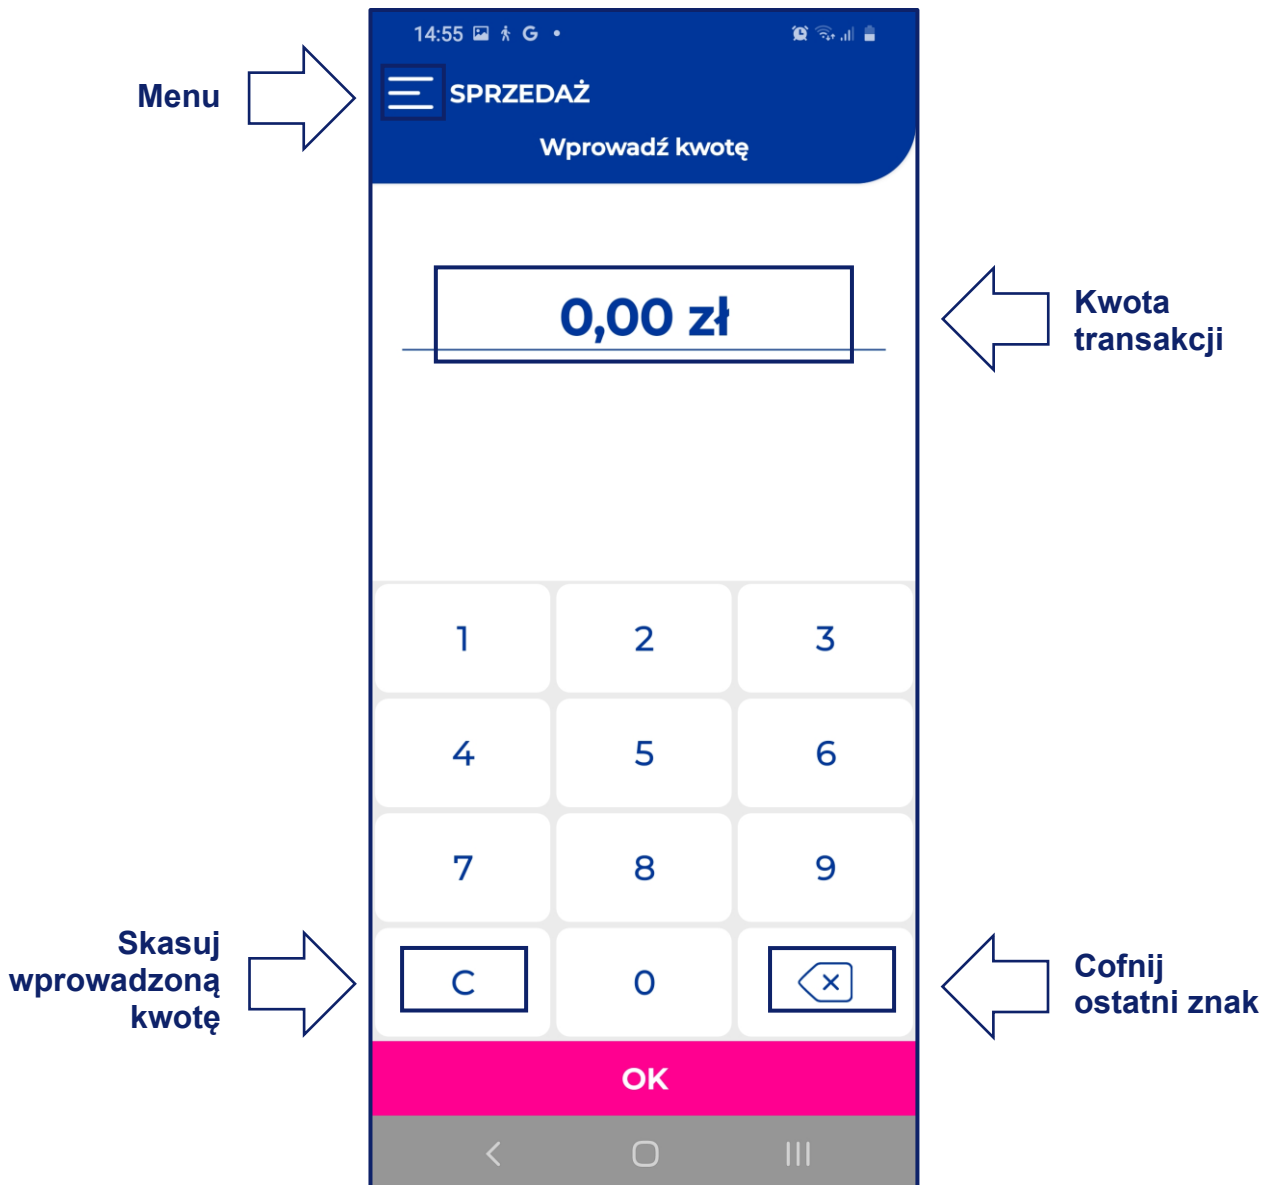 14:55 G
Menu
SPRZEDAŻ
Wprowadź kwotę
0,00 zł
Kwota
transakcji
1 2 3
4 5 6
7 8 9
Skasuj
wprowadzoną
kwotę
C 0
Cofnij
ostatni znak
OK